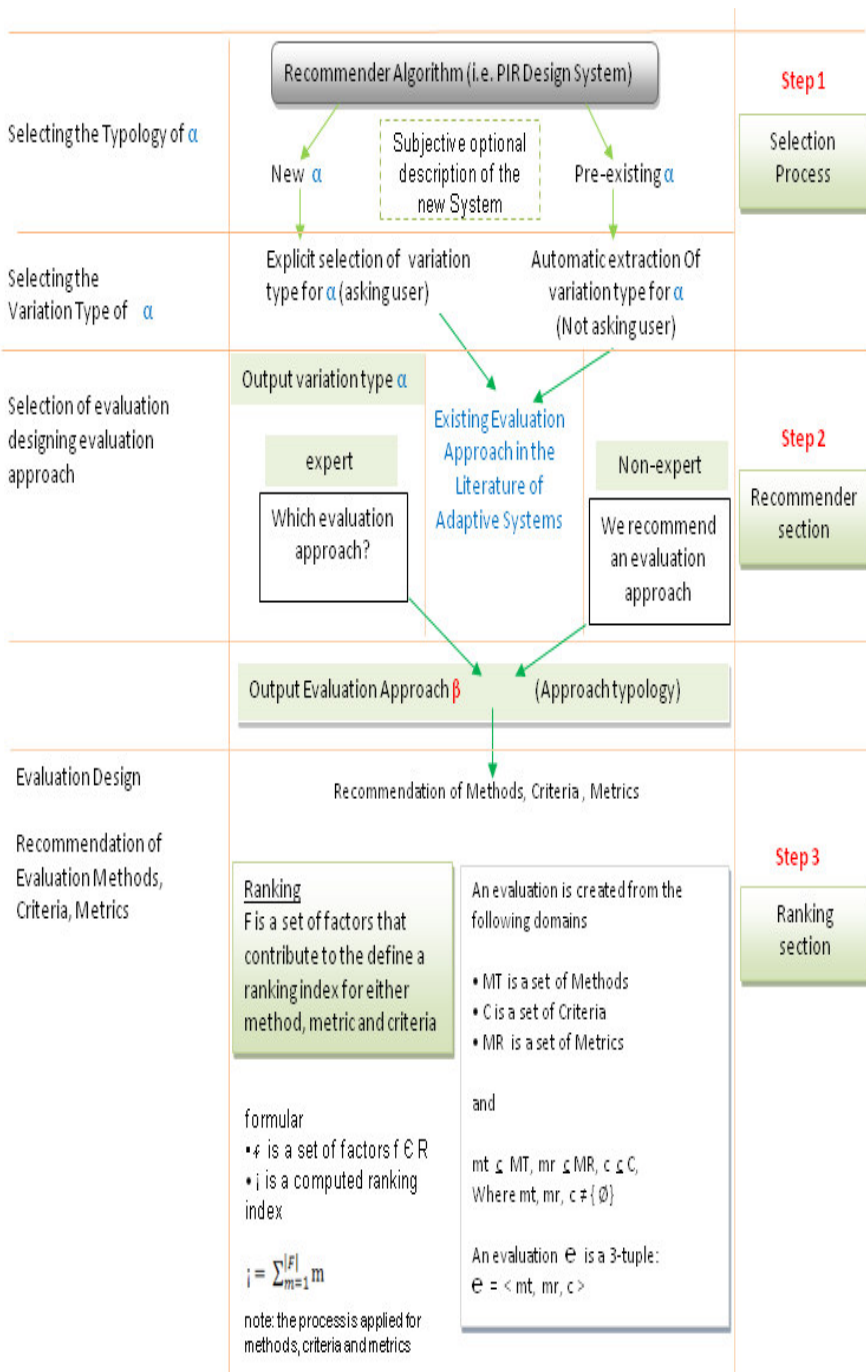 Recommender Algorithm (i.e. PIR Design System)
Step 1
Selecting the Typology of α
Subjective optional
description of the
new System
New α
Pre-existing α
Selection
Process
Selecting the
Variation Type of α
Explicit selection of variation
type for α (asking user)
Automatic extraction Of
variation type for α
(Not asking user)
Selection of evaluation
designing evaluation
approach
Output variation type α
expert
Which evaluation
approach?
Existing Evaluation
Approach in the
Literature of
Adaptive Systems
Non-expert
We recommend
an evaluation
approach
Step 2
Recommender
section
Output Evaluation Approach β (Approach typology)
Evaluation Design
Recommendation of
Evaluation Methods,
Criteria, Metrics
Recommendation of Methods, Criteria , Metrics
Ranking
F is a set of factors that
contribute to the define a
ranking index for either
method, metric and criteria
formular
• �f is a set of factors f Є R
• i is a computed ranking
index
i = ∑_{m=1}^{|F|} m
note: the process is applied for
methods, criteria and metrics
An evaluation is created from the
following domains
• MT is a set of Methods
• C is a set of Criteria
• MR is a set of Metrics
and
mt ⊆ MT, mr ⊆ MR, c ⊆ C,
Where mt, mr, c ≠ { Ø}
An evaluation e is a 3-tuple:
e = < mt, mr, c >
Step 3
Ranking
section